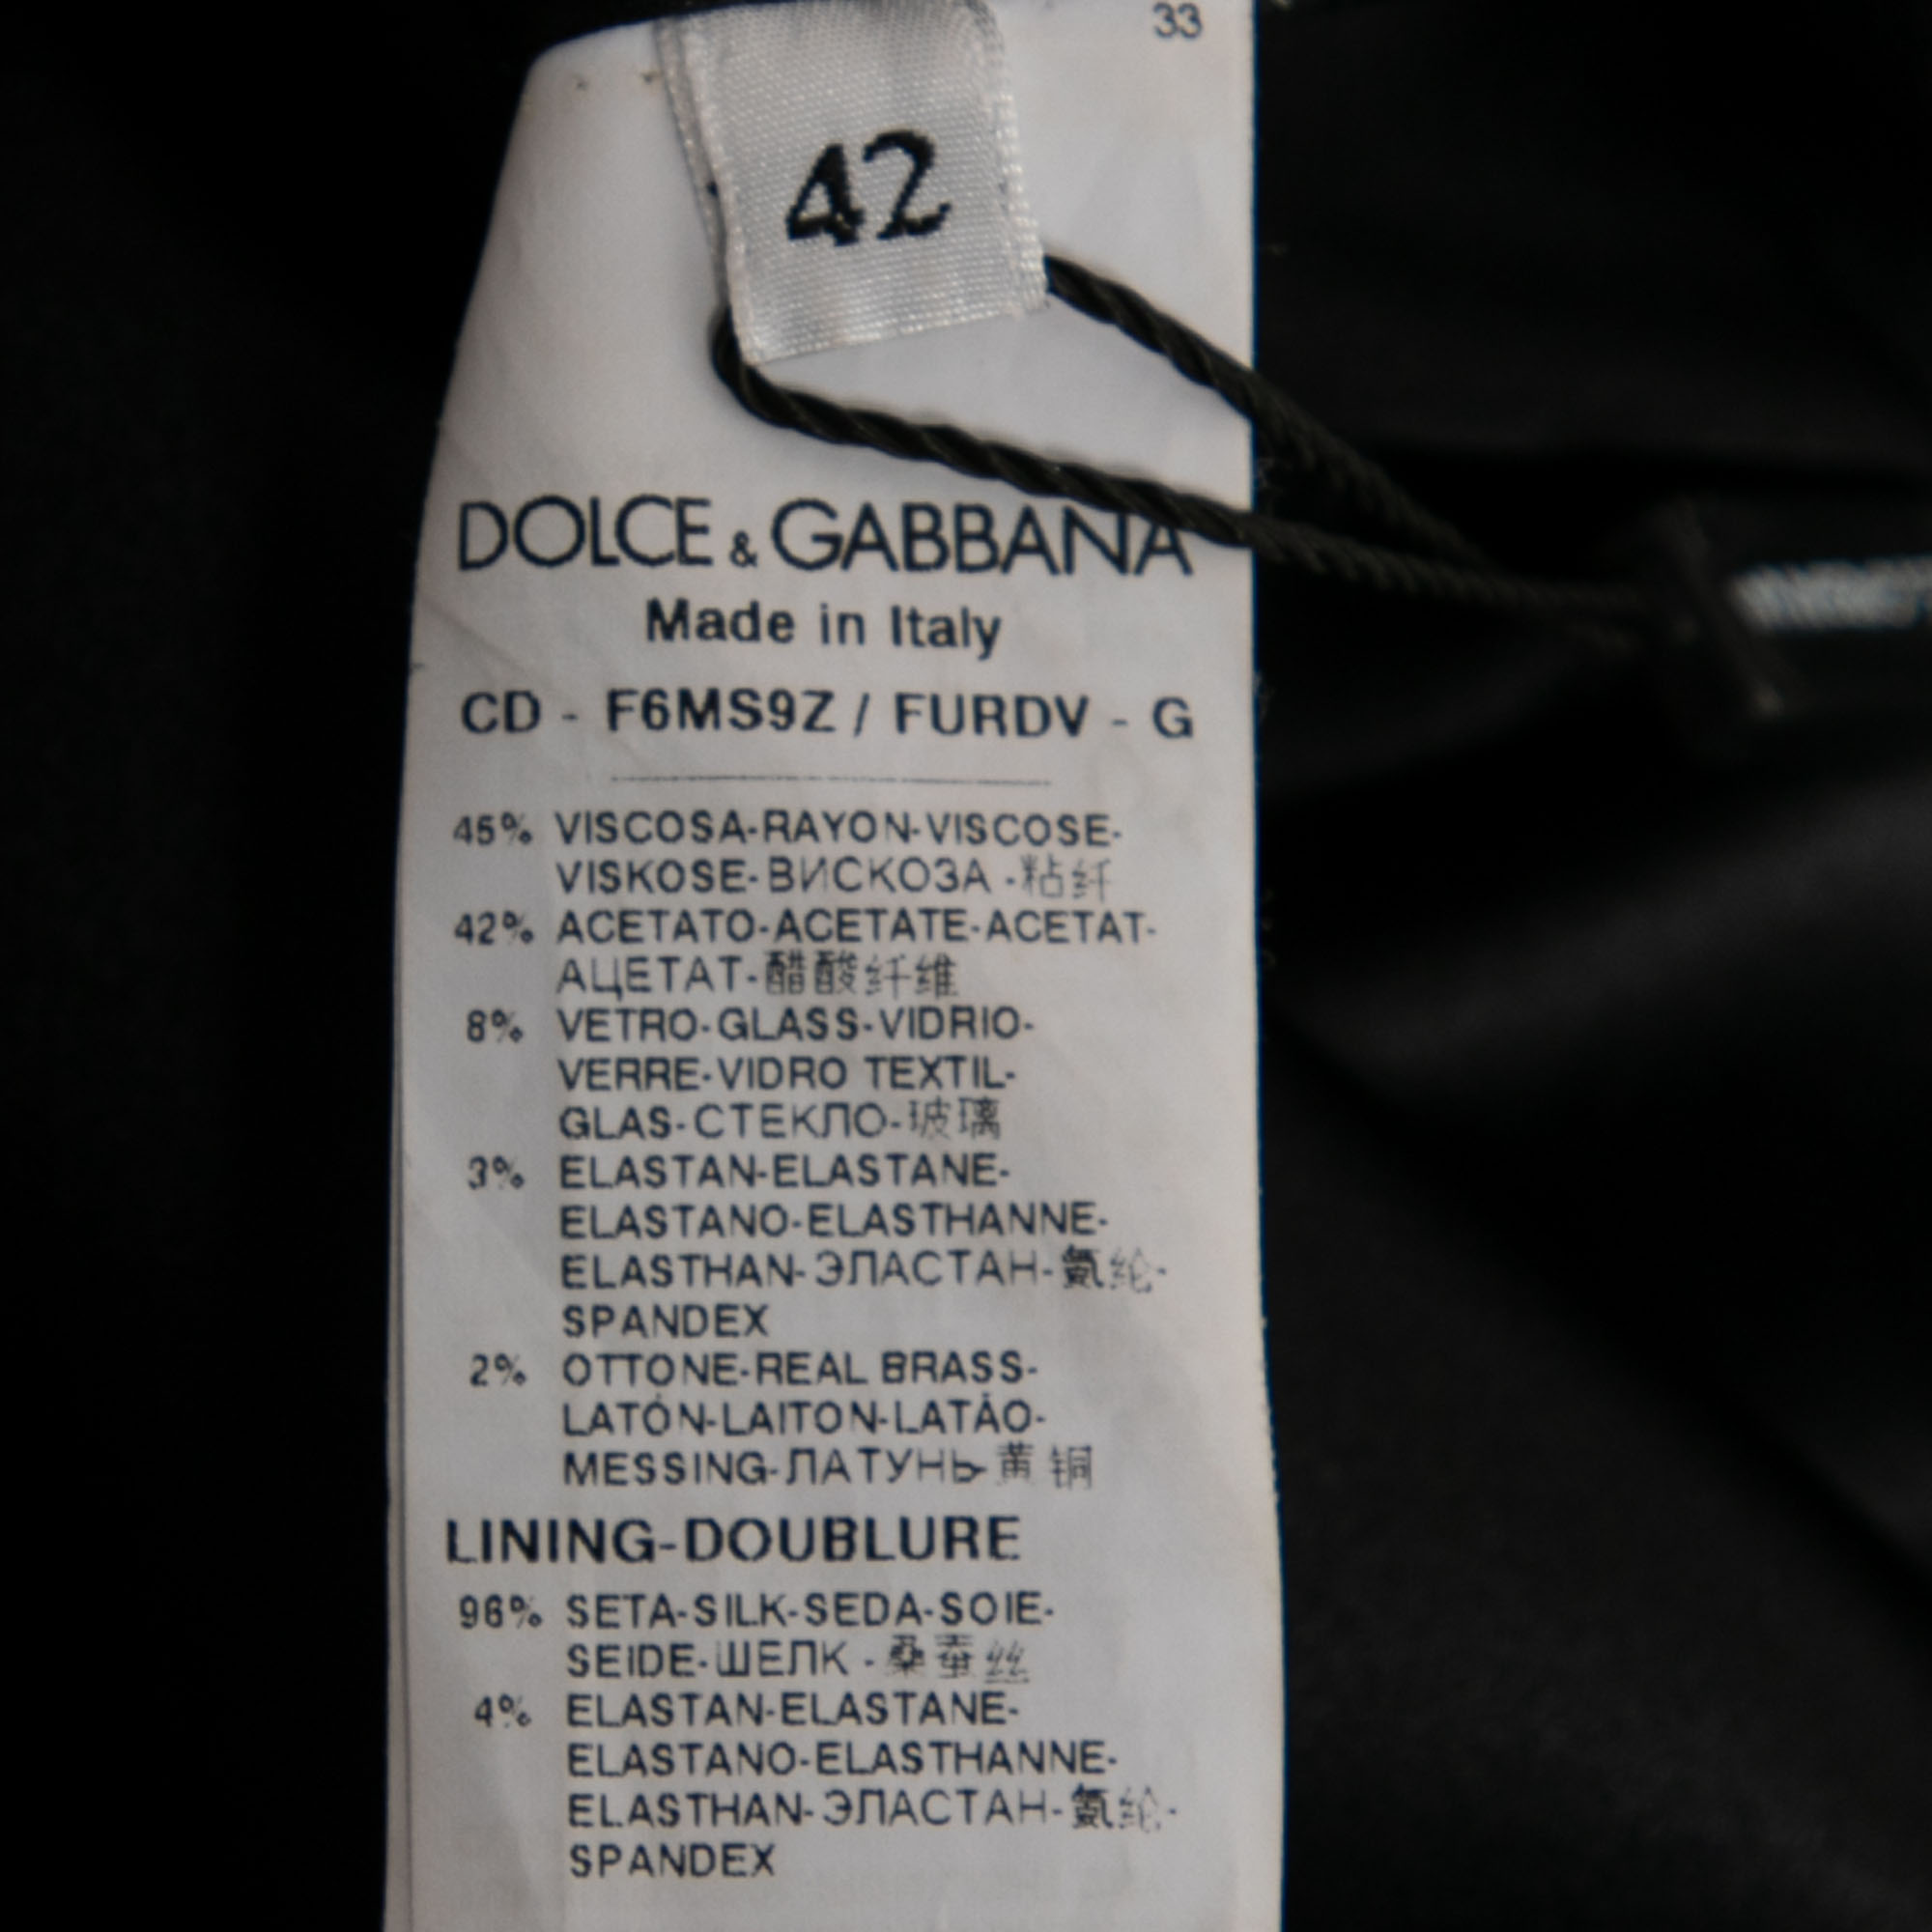 33
42
DOLCE & GABBANA
Made in Italy
CD - F6MS9Z / FURDV - G
45% VISCOSA-RAYON-VISCOSE-
VISKOSE-ВИСКОЗА -粘纤
42% ACETATO-ACETATE-ACETAT-
АЦЕТАТ-醋酸纤维
8% VETRO-GLASS-VIDRIO-
VERRE-VIDRO TEXTIL-
GLAS-СТЕКЛО-玻璃
3% ELASTAN-ELASTANE-
ELASTANO-ELASTHANNE-
ELASTHAN-ЭЛАСТАН-氨纶-
SPANDEX
2% OTTONE-REAL BRASS-
LATÓN-LAITON-LATÃO-
MESSING-ЛАТУНЬ-黄铜
LINING-DOUBLURE
96% SETA-SILK-SEDA-SOIE-
SEIDE-ШЕЛК -桑蚕丝
4% ELASTAN-ELASTANE-
ELASTANO-ELASTHANNE-
ELASTHAN-ЭЛАСТАН-氨纶-
SPANDEX